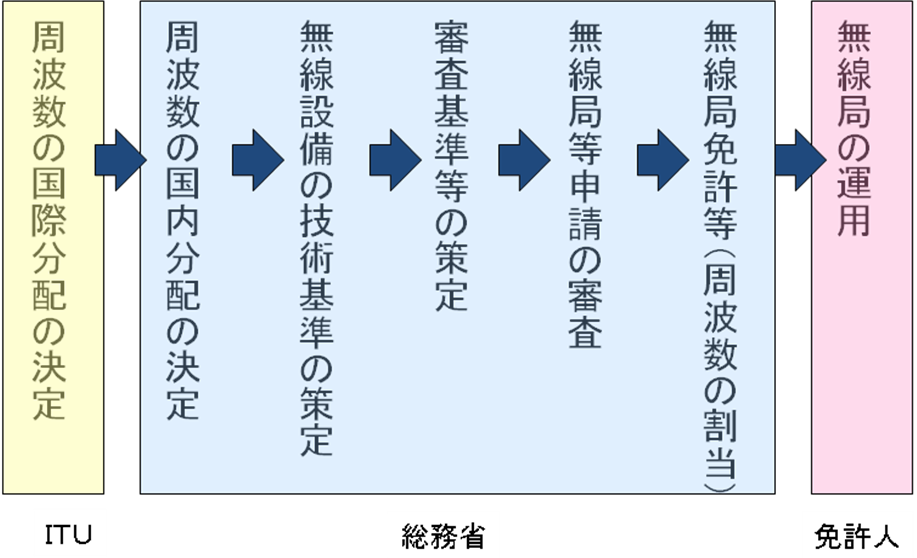 周波数の国際分配の決定
周波数の国内分配の決定
無線設備の技術基準の策定
審査基準等の策定
無線局等申請の審査
無線局免許等(周波数の割当)
無線局の運用
ITU
総務省
免許人